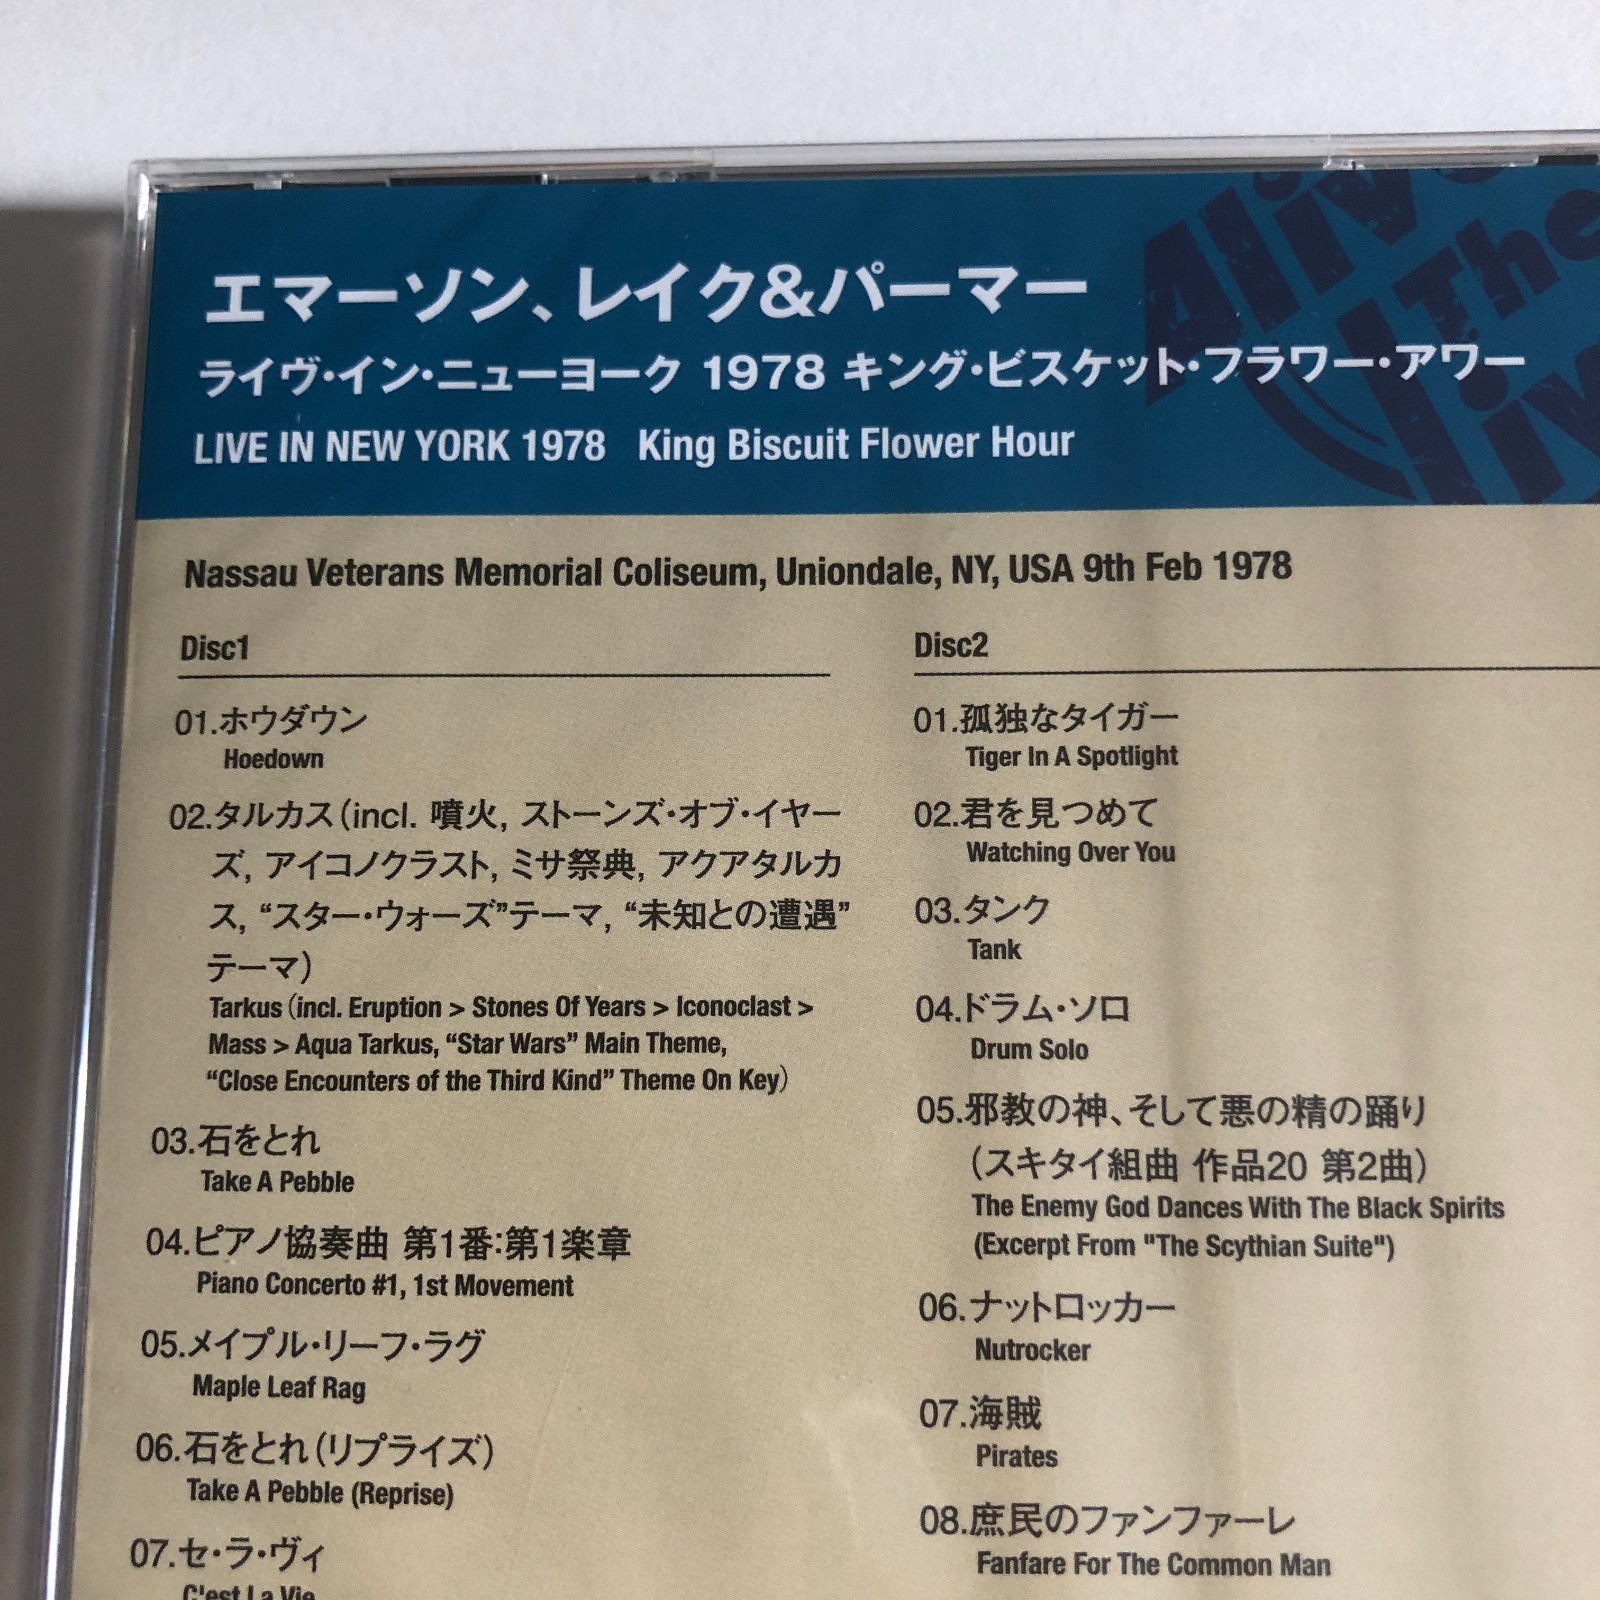 エマーソン、レイク&パーマー
ライヴ・イン・ニューヨーク 1978 キング・ビスケット・フラワー・アワー
LIVE IN NEW YORK 1978 King Biscuit Flower Hour
Alive
The
Live
Nassau Veterans Memorial Coliseum, Uniondale, NY, USA 9th Feb 1978
Disc1
01.ホウダウン
Hoedown
02.タルカス(incl. 噴火, ストーンズ・オブ・イヤー
ズ, アイコノクラスト, ミサ祭典, アクアタルカ
ス, “スター・ウォーズ”テーマ, “未知との遭遇”
テーマ)
Tarkus (incl. Eruption > Stones Of Years > Iconoclast >
Mass > Aqua Tarkus, “Star Wars” Main Theme,
“Close Encounters of the Third Kind” Theme On Key)
03.石をとれ
Take A Pebble
04.ピアノ協奏曲 第1番:第1楽章
Piano Concerto #1, 1st Movement
05.メイプル・リーフ・ラグ
Maple Leaf Rag
06.石をとれ(リプライズ)
Take A Pebble (Reprise)
07.セ・ラ・ヴィ
C'est La Vie
Disc2
01.孤独なタイガー
Tiger In A Spotlight
02.君を見つめて
Watching Over You
03.タンク
Tank
04.ドラム・ソロ
Drum Solo
05.邪教の神、そして悪の精の踊り
(スキタイ組曲 作品20 第2曲)
The Enemy God Dances With The Black Spirits
(Excerpt From "The Scythian Suite")
06.ナットロッカー
Nutrocker
07.海賊
Pirates
08.庶民のファンファーレ
Fanfare For The Common Man